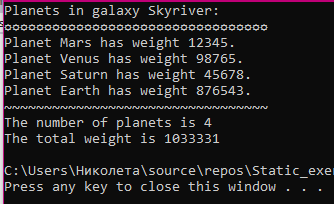 Planets in galaxy Skyriver:
☼☼☼☼☼☼☼☼☼☼☼☼☼☼☼☼☼☼☼☼☼☼☼☼☼☼☼☼☼☼☼☼☼
Planet Mars has weight 12345.
Planet Venus has weight 98765.
Planet Saturn has weight 45678.
Planet Earth has weight 876543.
~~~~~~~~~~~~~~~~~~~~~~~~~~~~~~~~~
The number of planets is 4
The total weight is 1033331
C:\Users\Николета\source\repos\Static_exe
Press any key to close this window . . .